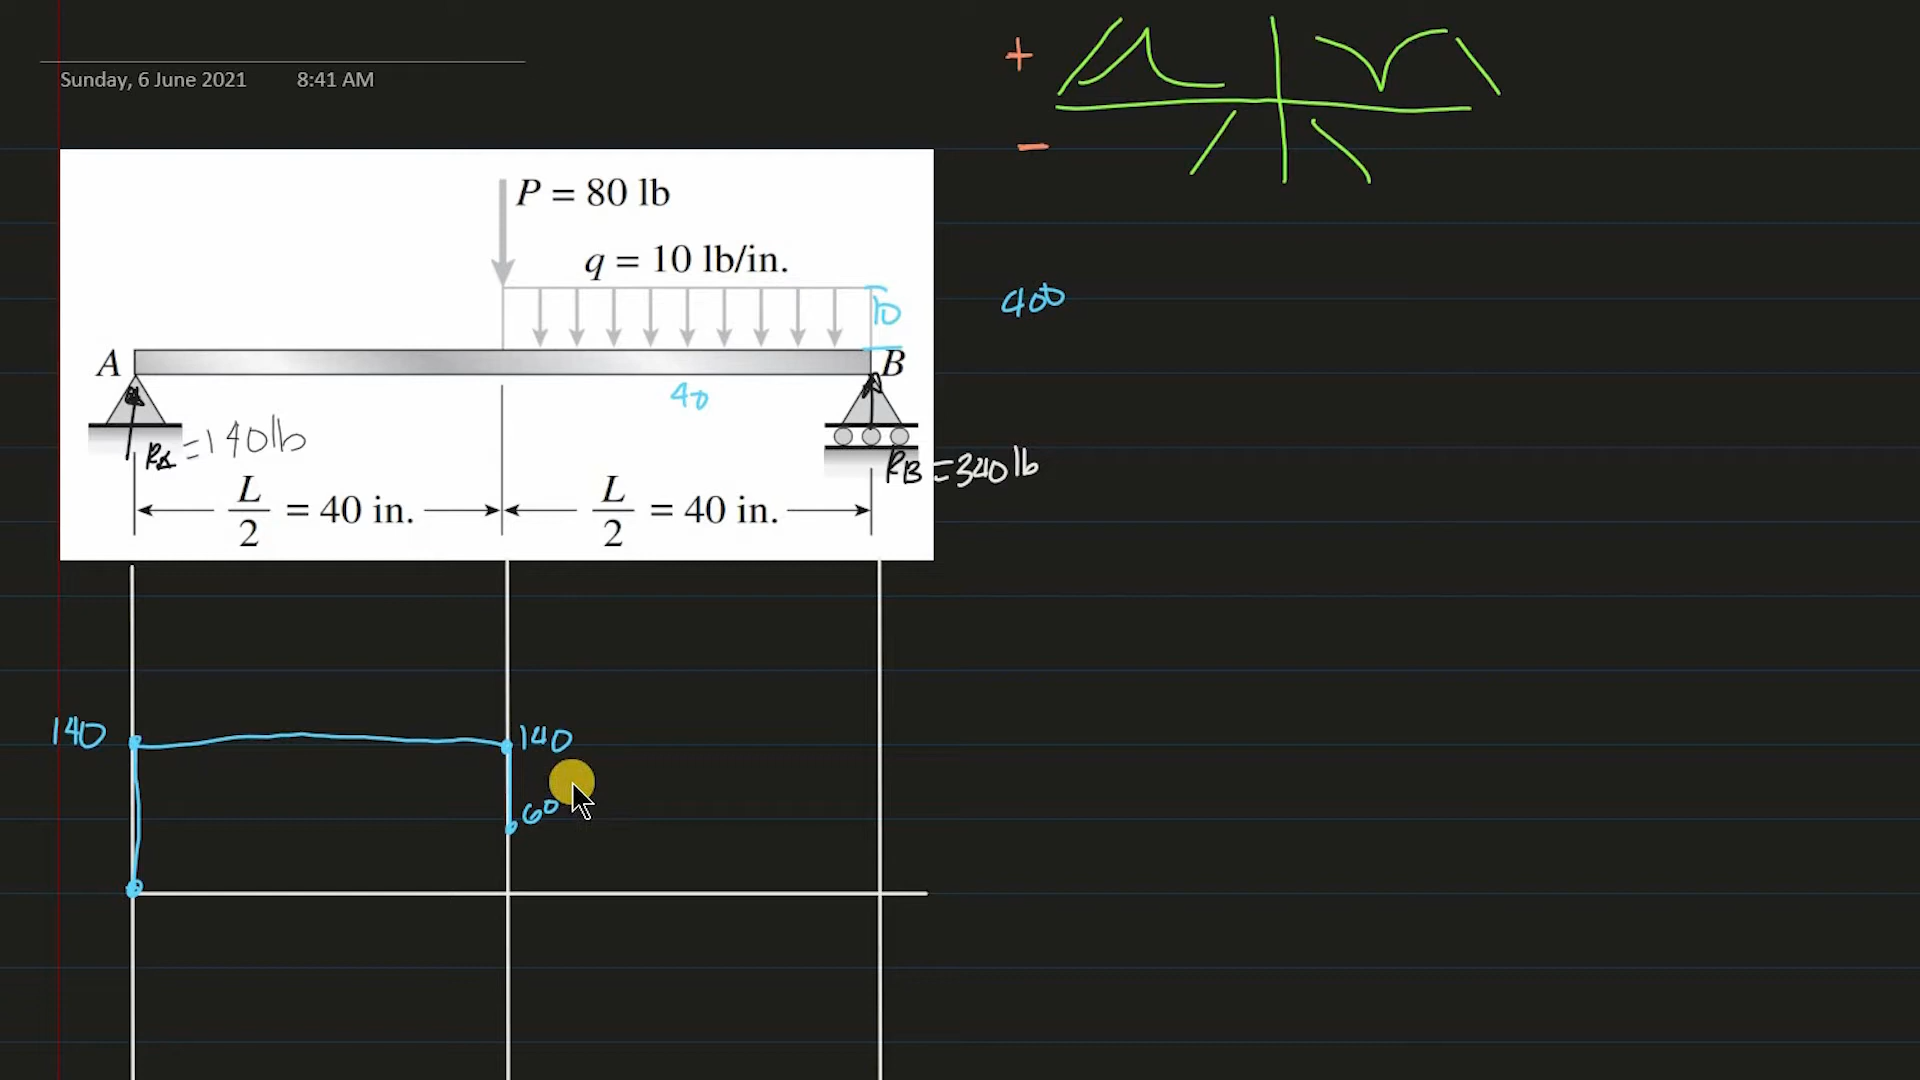 Sunday, 6 June 2021 8:41 AM
+
−
P = 80 lb
q = 10 lb/in.
10
400
A
B
40
RA = 140 lb
RB = 340 lb
L/2 = 40 in.
L/2 = 40 in.
140
140
60